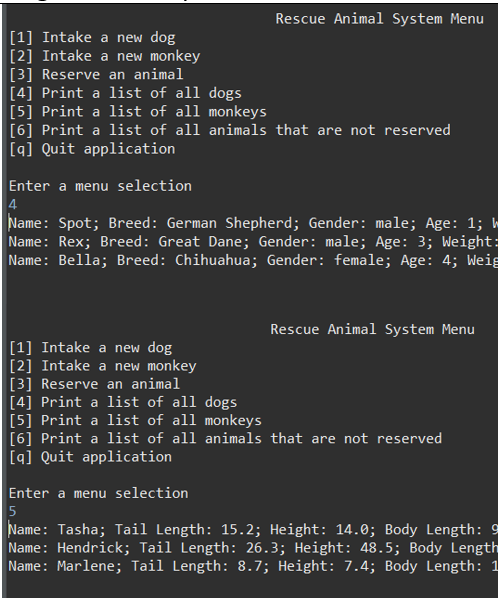 Rescue Animal System Menu
[1] Intake a new dog
[2] Intake a new monkey
[3] Reserve an animal
[4] Print a list of all dogs
[5] Print a list of all monkeys
[6] Print a list of all animals that are not reserved
[q] Quit application
Enter a menu selection
4
Name: Spot; Breed: German Shepherd; Gender: male; Age: 1;
Name: Rex; Breed: Great Dane; Gender: male; Age: 3; Weight:
Name: Bella; Breed: Chihuahua; Gender: female; Age: 4; Weig
Rescue Animal System Menu
[1] Intake a new dog
[2] Intake a new monkey
[3] Reserve an animal
[4] Print a list of all dogs
[5] Print a list of all monkeys
[6] Print a list of all animals that are not reserved
[q] Quit application
Enter a menu selection
5
Name: Tasha; Tail Length: 15.2; Height: 14.0; Body Length: 9
Name: Hendrick; Tail Length: 26.3; Height: 48.5; Body Length
Name: Marlene; Tail Length: 8.7; Height: 7.4; Body Length: 1